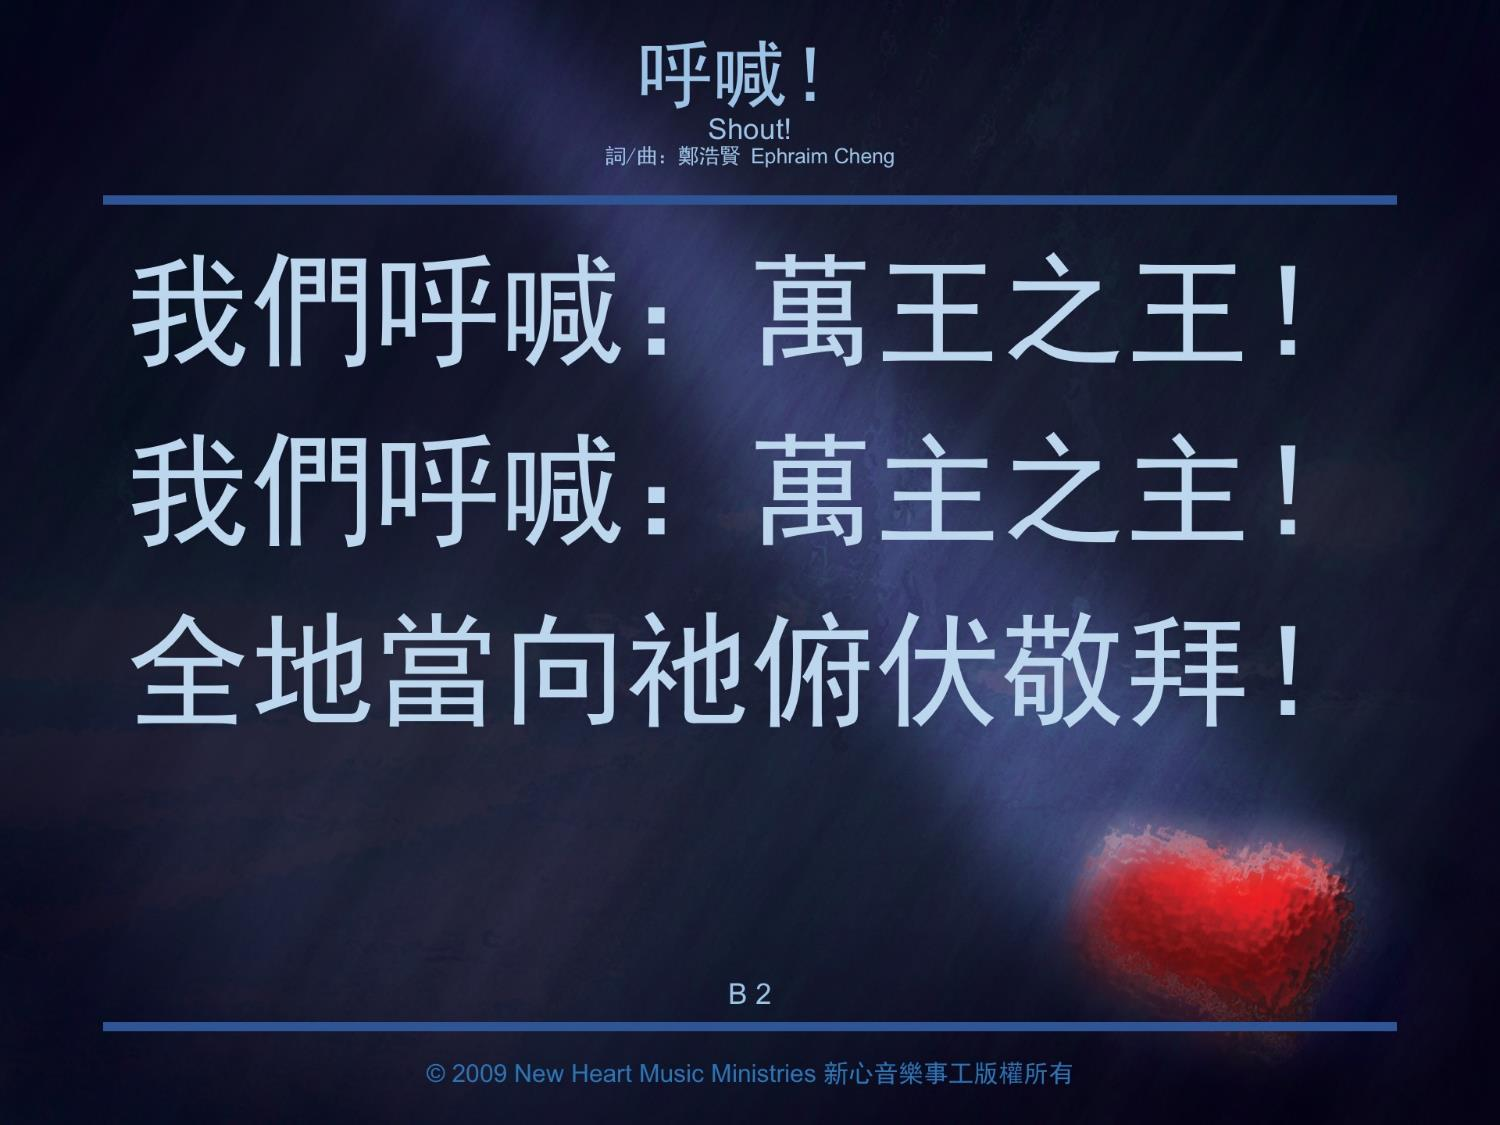 呼喊！
Shout!
詞/曲：鄭浩賢 Ephraim Cheng
我們呼喊：萬王之王！
我們呼喊：萬主之主！
全地當向祂俯伏敬拜！
B 2
© 2009 New Heart Music Ministries 新心音樂事工版權所有